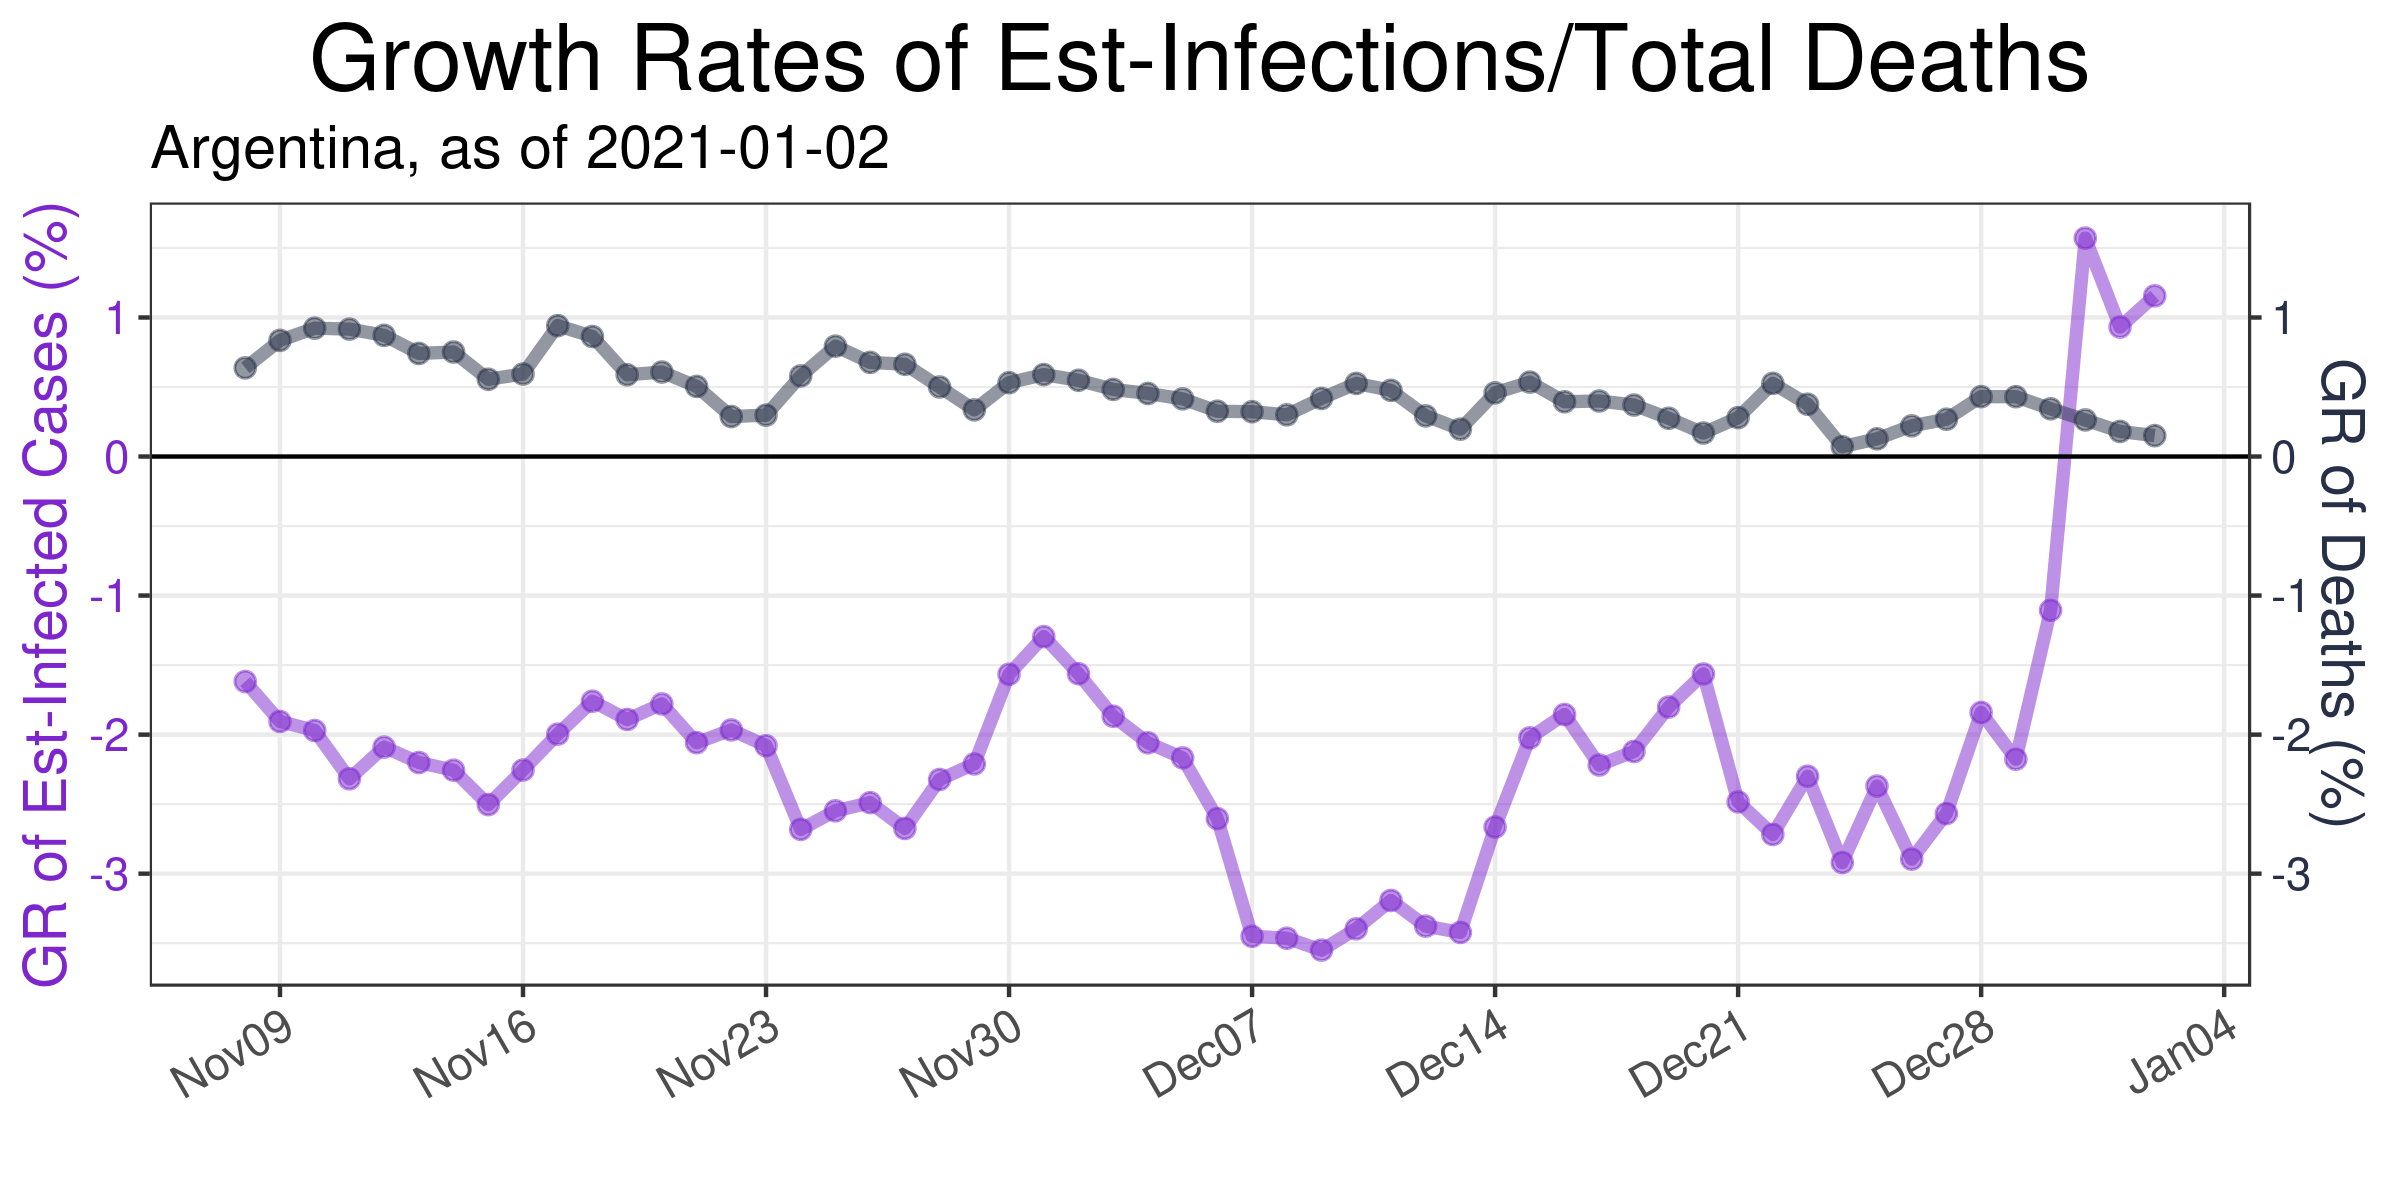 Growth Rates of Est-Infections/Total Deaths
Argentina, as of 2021-01-02
GR of Est-Infected Cases (%)
1
0
-1
-2
-3
1
0
-1
-2
-3
GR of Deaths (%)
Nov09
Nov16
Nov23
Nov30
Dec07
Dec14
Dec21
Dec28
Jan04